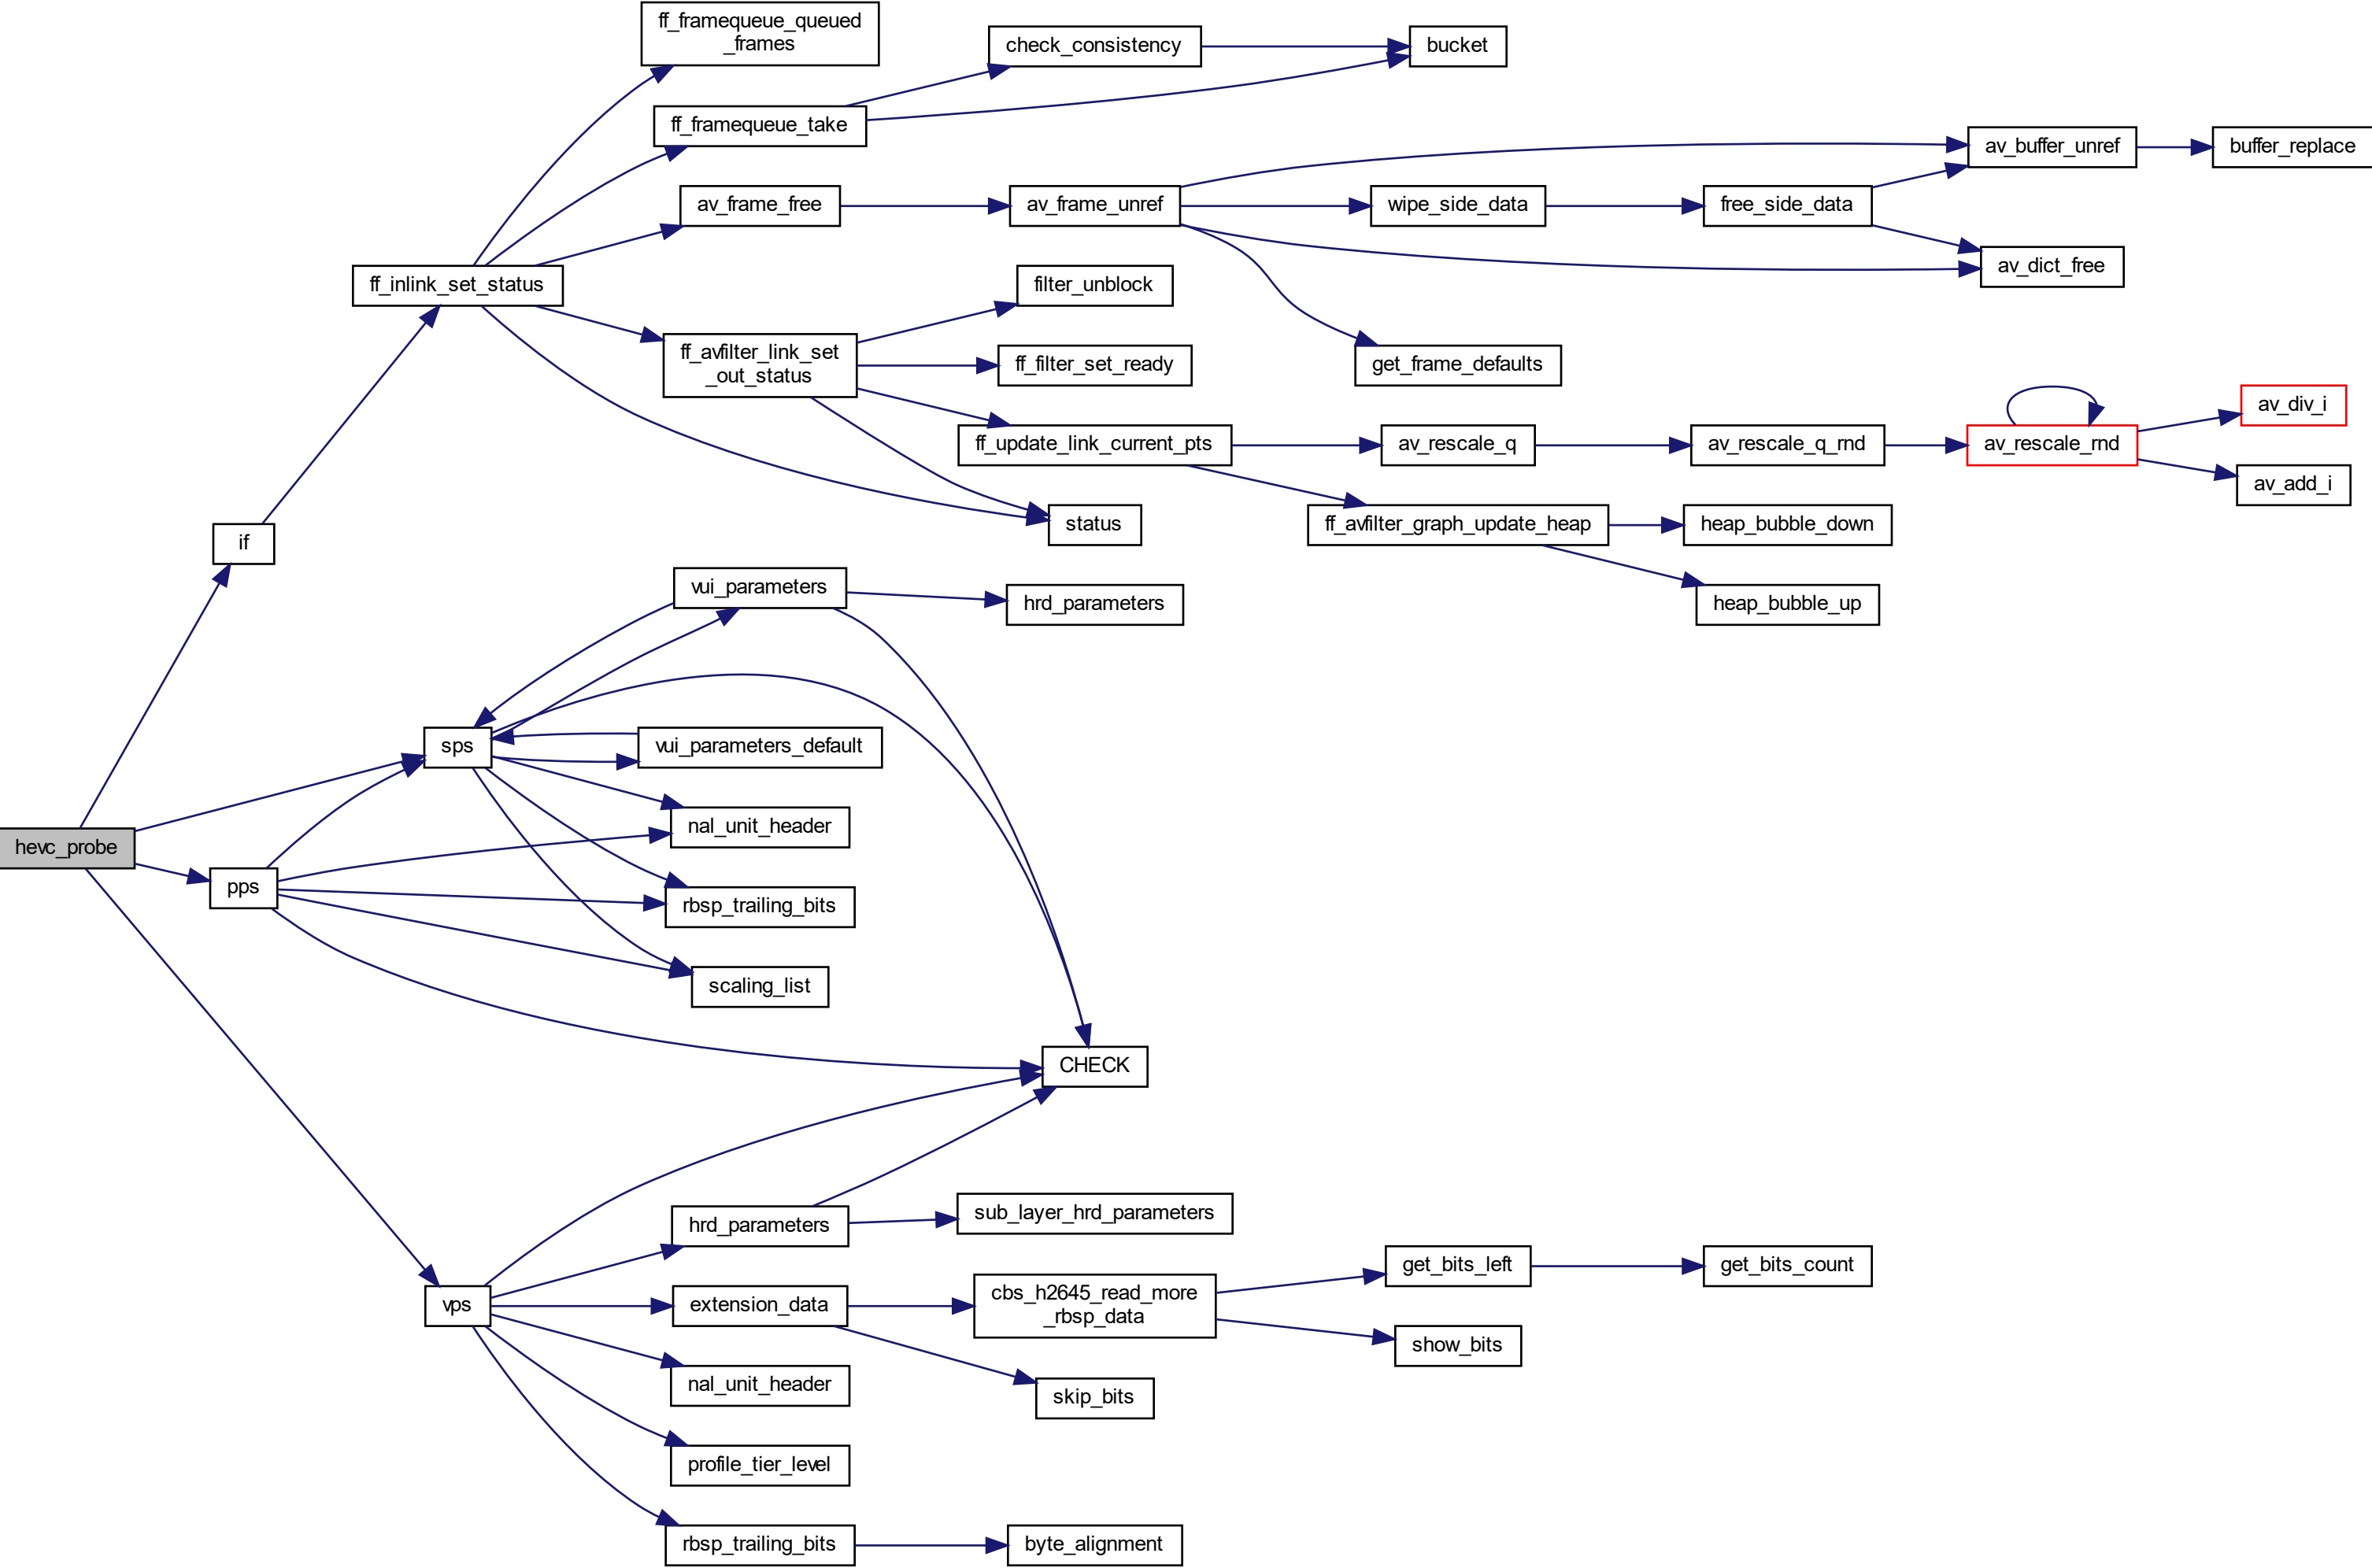 ff_framequeue_queued
_frames
check_consistency
bucket
ff_framequeue_take
av_buffer_unref
buffer_replace
av_frame_free
av_frame_unref
wipe_side_data
free_side_data
av_dict_free
ff_inlink_set_status
filter_unblock
ff_avfilter_link_set
_out_status
ff_filter_set_ready
get_frame_defaults
av_div_i
ff_update_link_current_pts
av_rescale_q
av_rescale_q_rnd
av_rescale_rnd
av_add_i
status
ff_avfilter_graph_update_heap
heap_bubble_down
if
vui_parameters
hrd_parameters
heap_bubble_up
sps
vui_parameters_default
nal_unit_header
hevc_probe
pps
rbsp_trailing_bits
scaling_list
CHECK
hrd_parameters
sub_layer_hrd_parameters
get_bits_left
get_bits_count
vps
extension_data
cbs_h2645_read_more
_rbsp_data
show_bits
nal_unit_header
skip_bits
profile_tier_level
rbsp_trailing_bits
byte_alignment